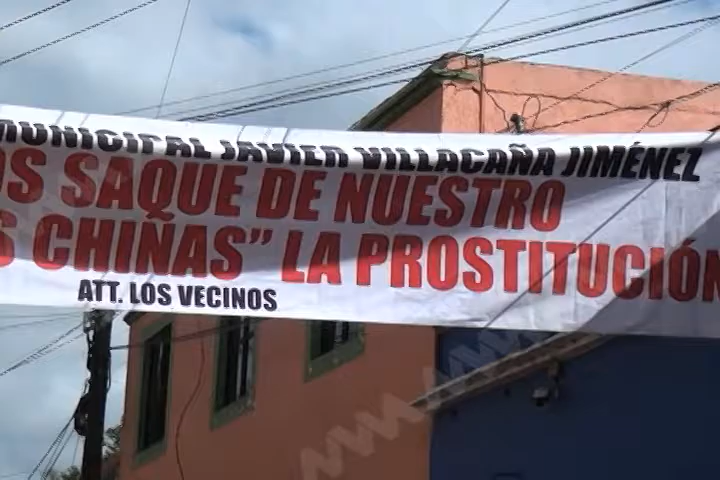 MUNICIPAL JAVIER VILLACAÑA JIMÉNEZ
OS SAQUE DE NUESTRO
S CHIÑAS” LA PROSTITUCIÓN
ATT. LOS VECINOS